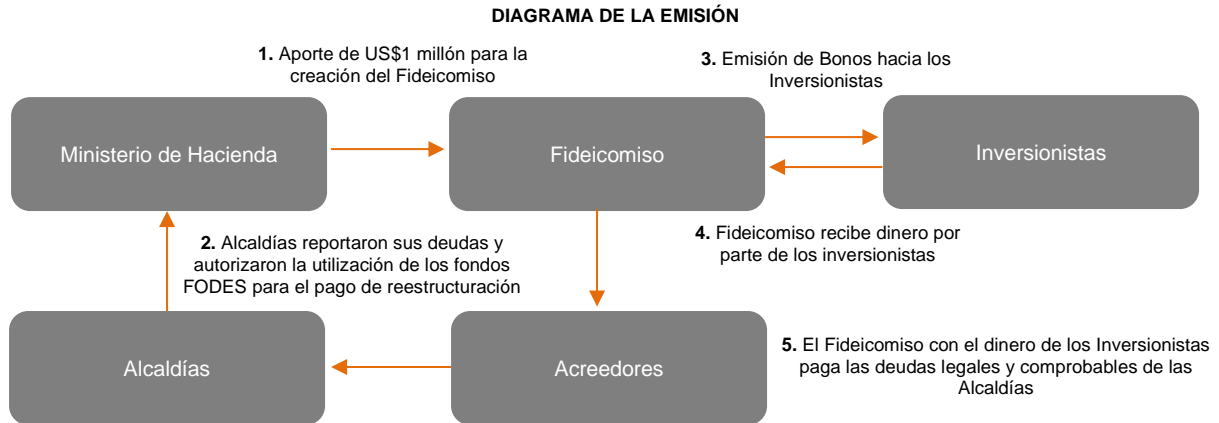 DIAGRAMA DE LA EMISIÓN
1. Aporte de US$1 millón para la
creación del Fideicomiso
3. Emisión de Bonos hacia los
Inversionistas
Ministerio de Hacienda
Fideicomiso
Inversionistas
2. Alcaldías reportaron sus deudas y
autorizaron la utilización de los fondos
FODES para el pago de reestructuración
4. Fideicomiso recibe dinero por
parte de los inversionistas
Alcaldías
Acreedores
5. El Fideicomiso con el dinero de los Inversionistas
paga las deudas legales y comprobables de las
Alcaldías